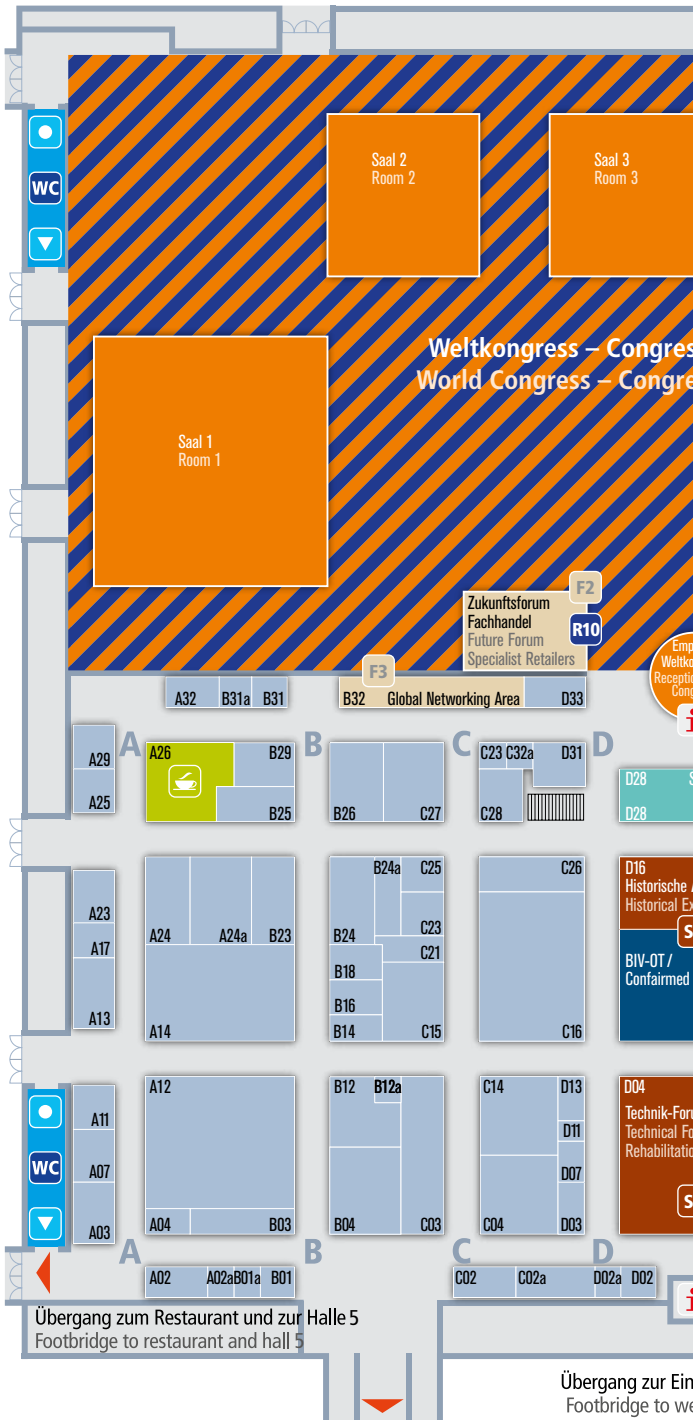 Saal 2
Room 2
Saal 3
Room 3
WC
Weltkongress – Congres
World Congress – Congre
Saal 1
Room 1
F2
Zukunftsforum
Fachhandel
Future Forum
Specialist Retailers
R10
Emp
Weltko
Receptio
Cong
i
F3
A32
B31a
B31
B32
Global Networking Area
D33
A
B
C
D
A29
A25
A26
B29
B25
B26
C27
C23
C32a
D31
C28
D28
S
D28
A23
A17
A13
A24
A24a
B23
A14
B24a
C25
B24
C23
B18
C21
B16
B14
C15
C26
C16
D16
Historische A
Historical Ex
S
BIV-OT /
Confairmed
A11
A07
A03
WC
A12
A04
B03
B12
B12a
B04
C03
C14
D13
D11
D07
C04
D03
D04
Technik-Foru
Technical Fo
Rehabilitatio
S
A
B
C
D
A02
A02a
B01a
B01
C02
C02a
D02a
D02
i
Übergang zum Restaurant und zur Halle 5
Footbridge to restaurant and hall 5
Übergang zur Ein
Footbridge to we